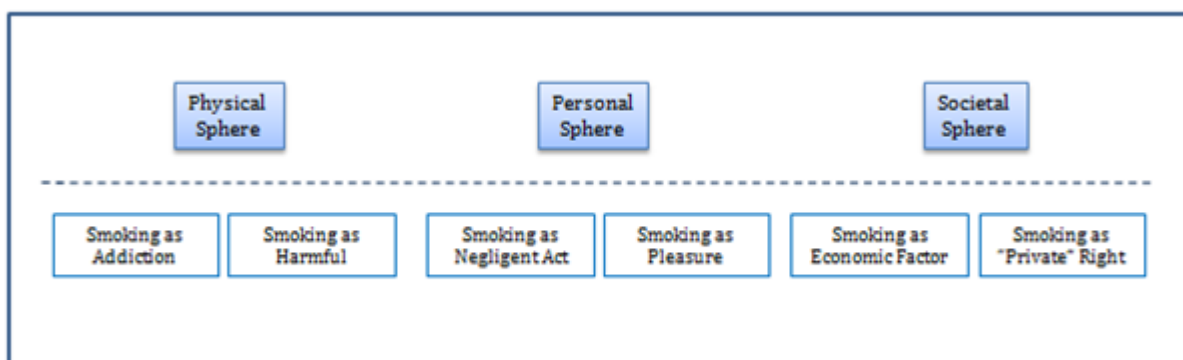 Physical
Sphere
Personal
Sphere
Societal
Sphere
Smoking as
Addiction
Smoking as
Harmful
Smoking as
Negligent Act
Smoking as
Pleasure
Smoking as
Economic Factor
Smoking as
"Private" Right